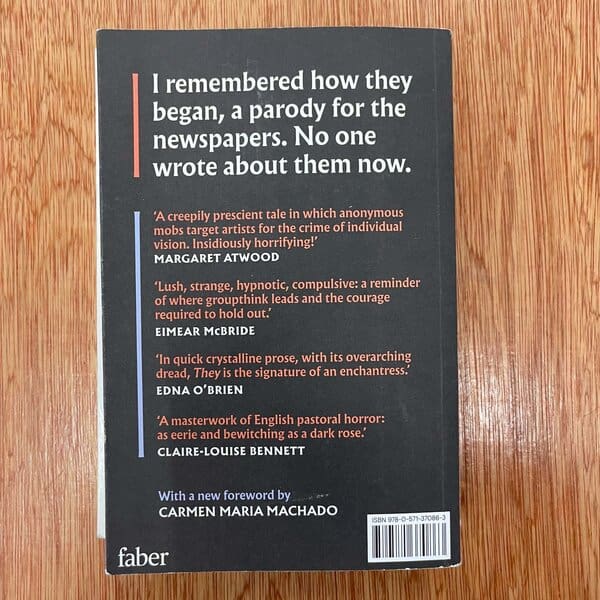 I remembered how they
began, a parody for the
newspapers. No one
wrote about them now.
‘A creepily prescient tale in which anonymous
mobs target artists for the crime of individual
vision. Insidiously horrifying!’
MARGARET ATWOOD
‘Lush, strange, hypnotic, compulsive: a reminder
of where groupthink leads and the courage
required to hold out.’
EIMEAR McBRIDE
‘In quick crystalline prose, with its overarching
dread, They is the signature of an enchantress.’
EDNA O’BRIEN
‘A masterwork of English pastoral horror:
as eerie and bewitching as a dark rose.’
CLAIRE-LOUISE BENNETT
With a new foreword by
CARMEN MARIA MACHADO
ISBN 978-0-571-37086-3
faber